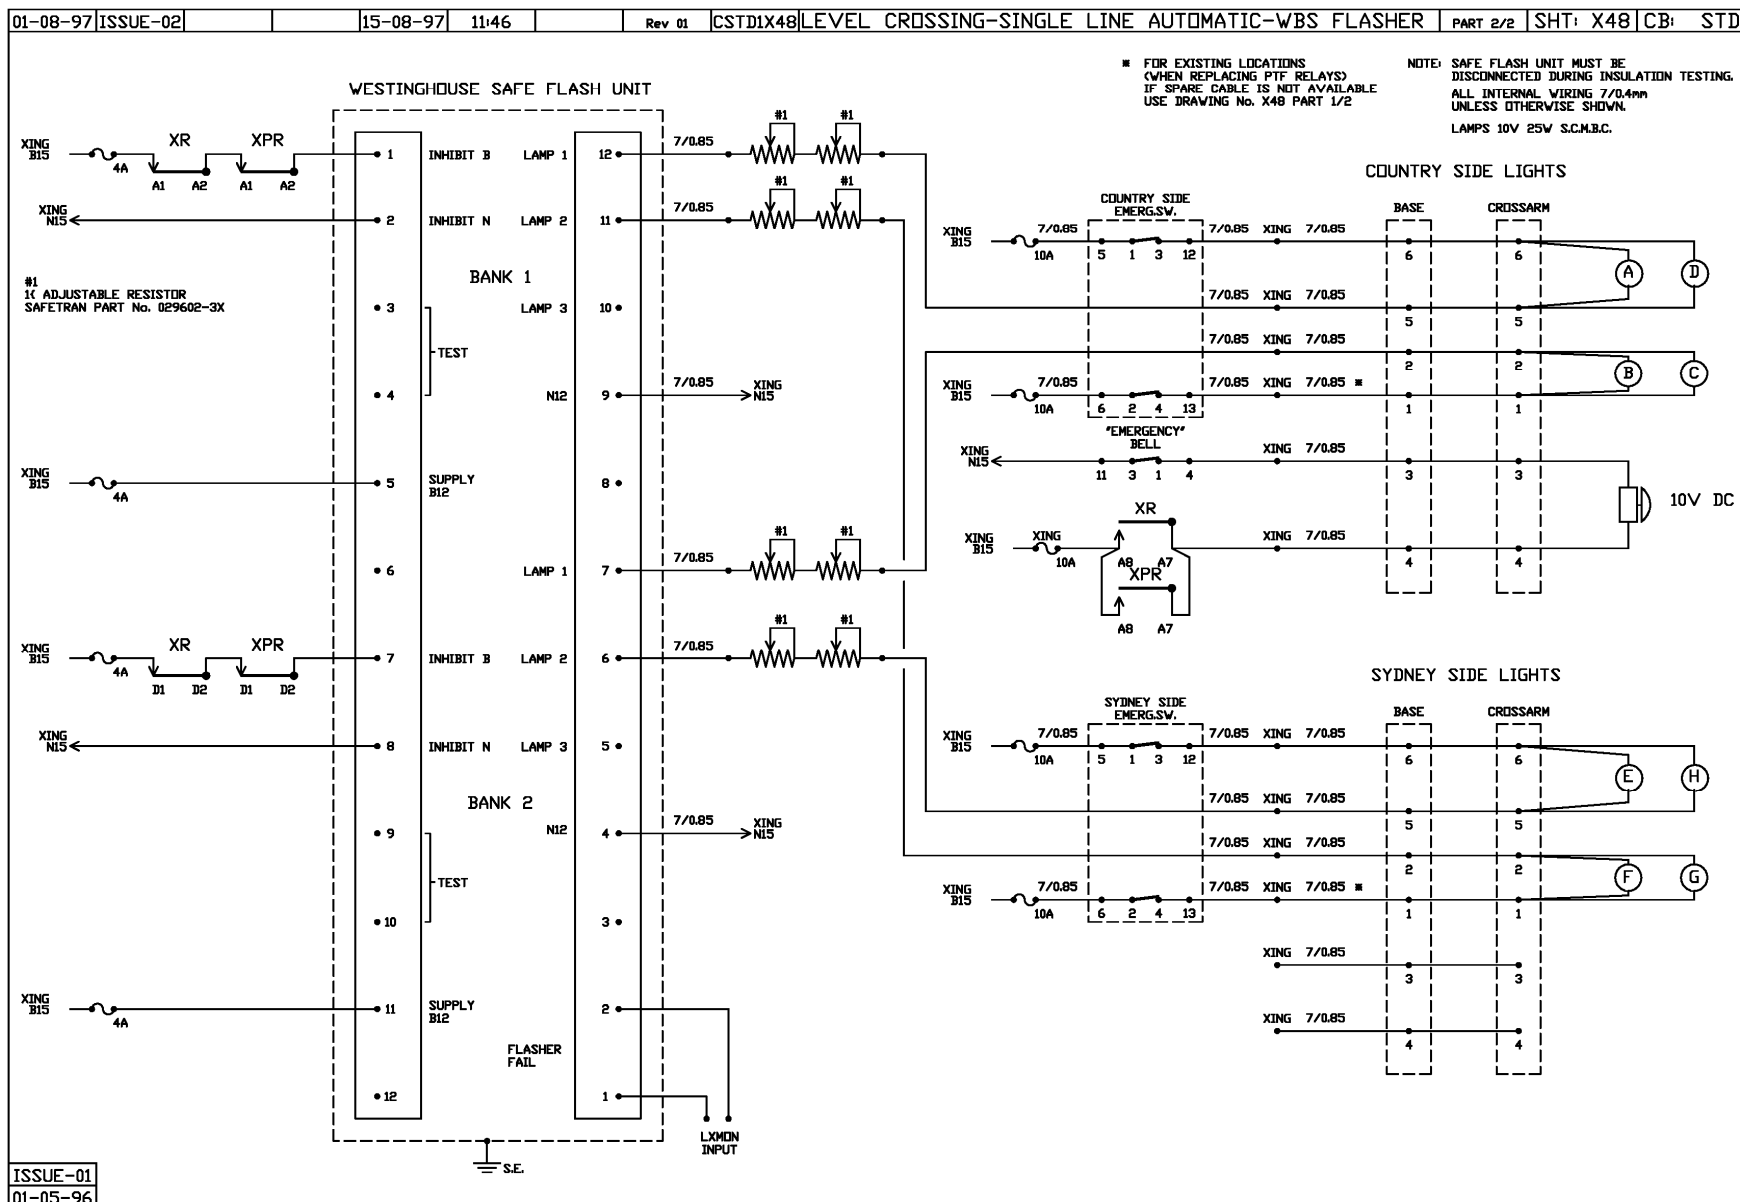 01-08-97 ISSUE-02 15-08-97 11:46 Rev 01 CSTD1X48 LEVEL CROSSING-SINGLE LINE AUTOMATIC-WBS FLASHER PART 2/2 SHT: X48 CB: STD
* FOR EXISTING LOCATIONS
(WHEN REPLACING PTF RELAYS)
IF SPARE CABLE IS NOT AVAILABLE
USE DRAWING No. X48 PART 1/2
NOTE: SAFE FLASH UNIT MUST BE
DISCONNECTED DURING INSULATION TESTING.
ALL INTERNAL WIRING 7/0.4mm
UNLESS OTHERWISE SHOWN.
LAMPS 10V 25W S.C.M.B.C.
WESTINGHOUSE SAFE FLASH UNIT
XING
B15
4A
XR
A1 A2
XPR
A1 A2
1 INHIBIT B
XING
N15
2 INHIBIT N
#1
1( ADJUSTABLE RESISTOR
SAFETRAN PART No. 029602-3X
BANK 1
3
TEST
4
XING
B15
4A
5 SUPPLY
B12
6
XING
B15
4A
XR
D1 D2
XPR
D1 D2
7 INHIBIT B
XING
N15
8 INHIBIT N
BANK 2
9
TEST
10
XING
B15
4A
11 SUPPLY
B12
12
LAMP 1 12 7/0.85 #1 #1
LAMP 2 11 7/0.85 #1 #1
LAMP 3 10
N12 9 7/0.85 XING
N15
8
LAMP 1 7 7/0.85 #1 #1
LAMP 2 6 7/0.85 #1 #1
LAMP 3 5
N12 4 7/0.85 XING
N15
3
2
FLASHER
FAIL
1
LXMON
INPUT
S.E.
COUNTRY SIDE LIGHTS
COUNTRY SIDE
EMERG.SW.
BASE CROSSARM
XING
B15
7/0.85
10A
5 1 3 12
7/0.85 XING 7/0.85
6 6
A D
7/0.85 XING 7/0.85
5 5
7/0.85 XING 7/0.85
2 2
B C
XING
B15
7/0.85
10A
6 2 4 13
7/0.85 XING 7/0.85 *
1 1
"EMERGENCY"
BELL
XING
N15
11 3 1 4
XING 7/0.85
3 3
10V DC
XR
XING
B15
XING
10A
A8 A7
XING 7/0.85
4 4
XPR
A8 A7
SYDNEY SIDE LIGHTS
SYDNEY SIDE
EMERG.SW.
BASE CROSSARM
XING
B15
7/0.85
10A
5 1 3 12
7/0.85 XING 7/0.85
6 6
E H
7/0.85 XING 7/0.85
5 5
7/0.85 XING 7/0.85
2 2
F G
XING
B15
7/0.85
10A
6 2 4 13
7/0.85 XING 7/0.85 *
1 1
XING 7/0.85
3 3
XING 7/0.85
4 4
ISSUE-01
01-05-96